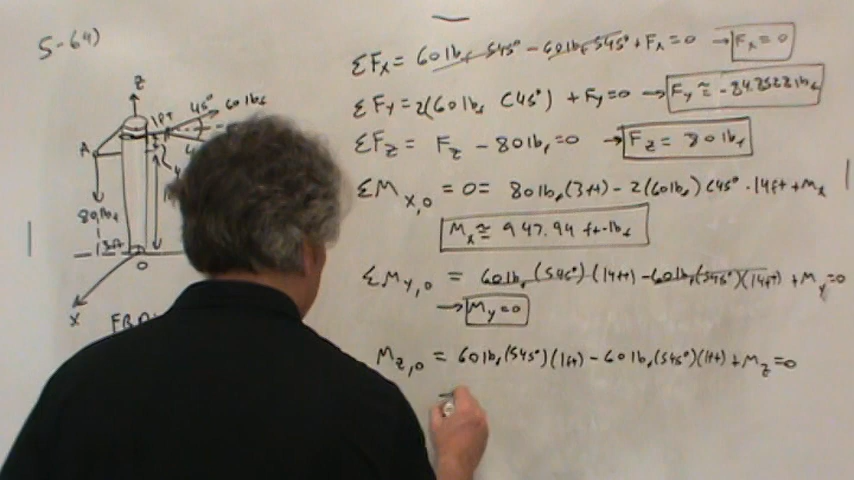 5-64)
ΣFx = 60lbf S45° - 60lbf S45° + Fx = 0 → Fx = 0
ΣFy = 2(60lbf C45°) + Fy = 0 → Fy ≅ -84.8528lbf
ΣFz = Fz - 80lbf = 0 → Fz = 80lbf
ΣMx,0 = 0 = 80lbf(3ft) - 2(60lbf)C45° · 14ft + Mx
Mx ≅ 947.94 ft-lbf
ΣMy,0 = 60lbf(S45°)(14ft) - 60lbf(S45°)(14ft) + My = 0
→ My = 0
Mz,0 = 60lbf(S45°)(1ft) - 60lbf(S45°)(1ft) + Mz = 0
z
1ft 45° 60lbf
A
80lbf
3ft
O
X